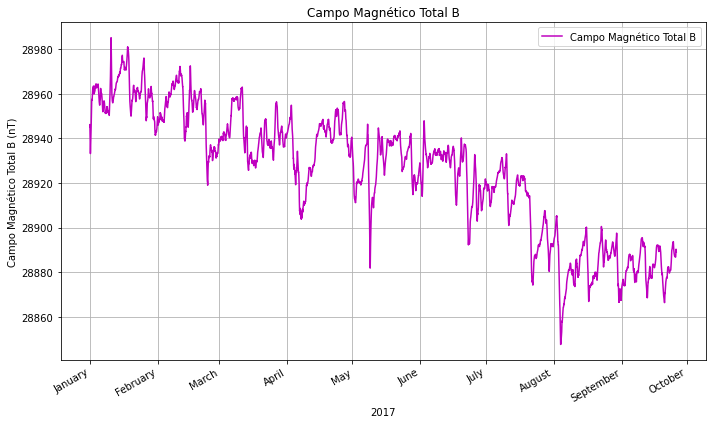 Campo Magnético Total B
Campo Magnético Total B
Campo Magnético Total B (nT)
28980
28960
28940
28920
28900
28880
28860
January
February
March
April
May
June
July
August
September
October
2017